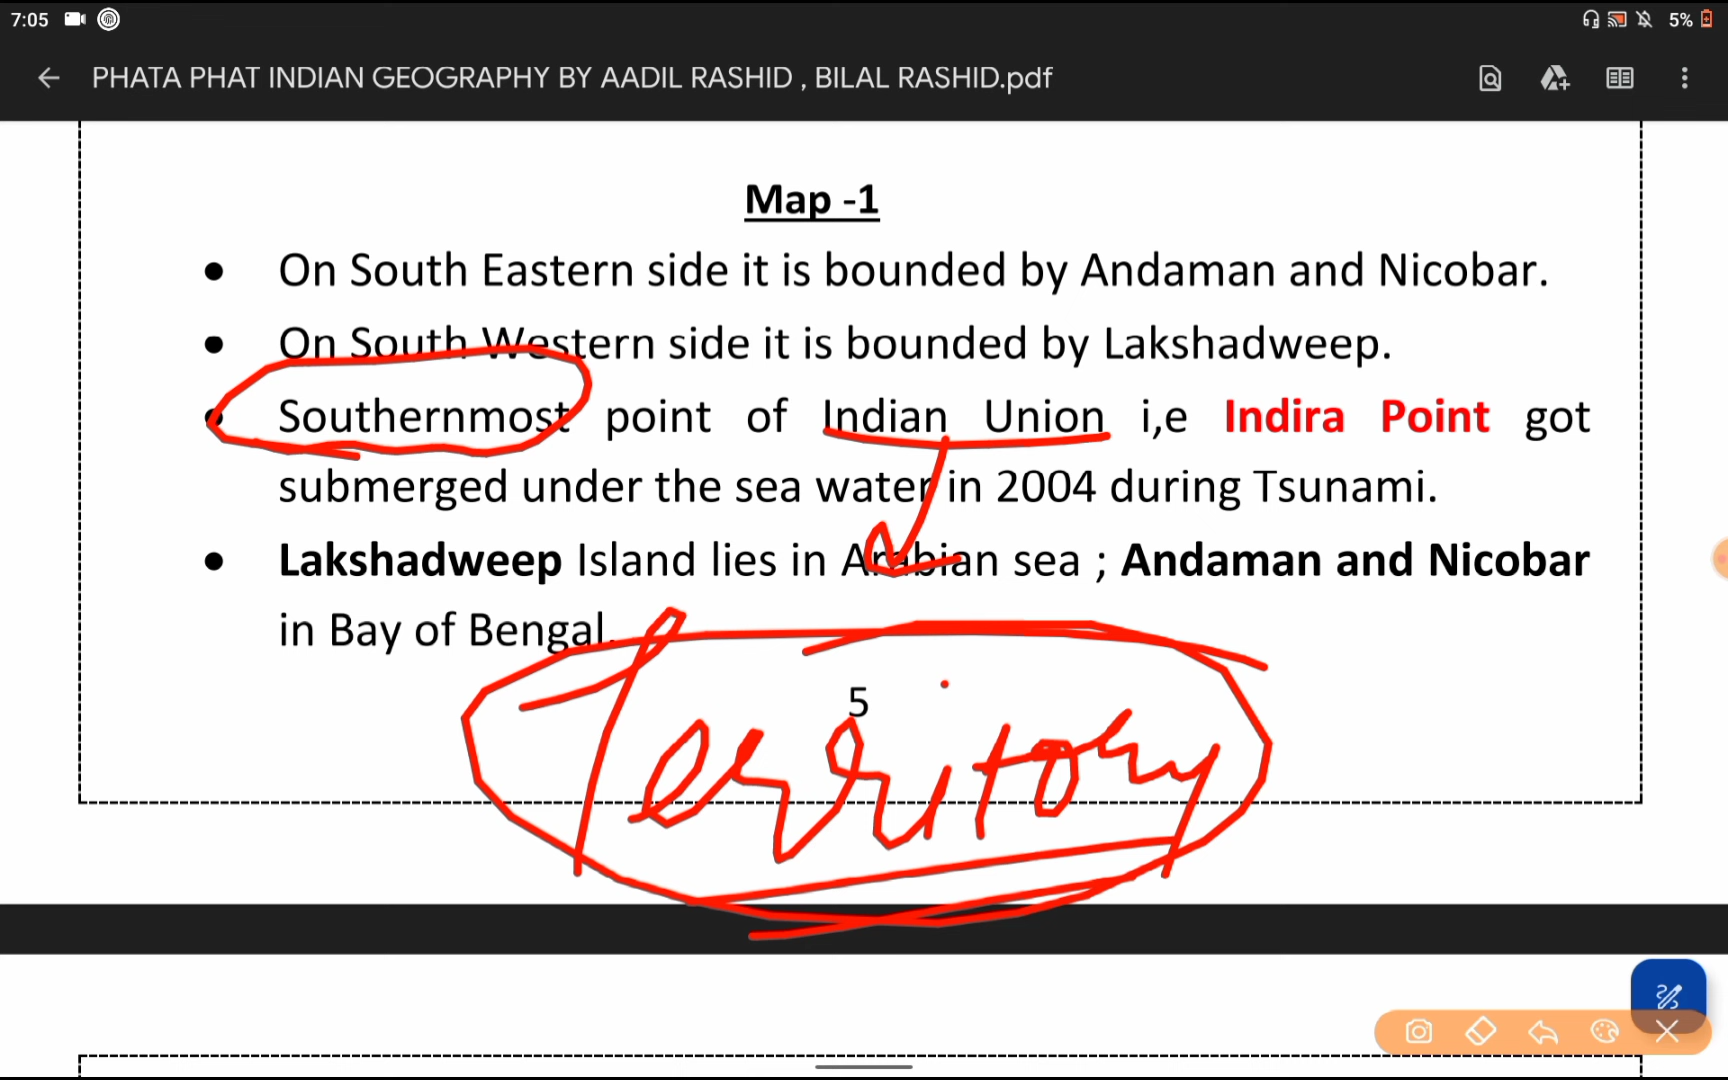 7:05
5%
PHATA PHAT INDIAN GEOGRAPHY BY AADIL RASHID , BILAL RASHID.pdf
Map -1
● On South Eastern side it is bounded by Andaman and Nicobar.
● On South Western side it is bounded by Lakshadweep.
● Southernmost point of Indian Union i,e Indira Point got
submerged under the sea water in 2004 during Tsunami.
● Lakshadweep Island lies in Arabian sea ; Andaman and Nicobar
in Bay of Bengal.
5
Territory